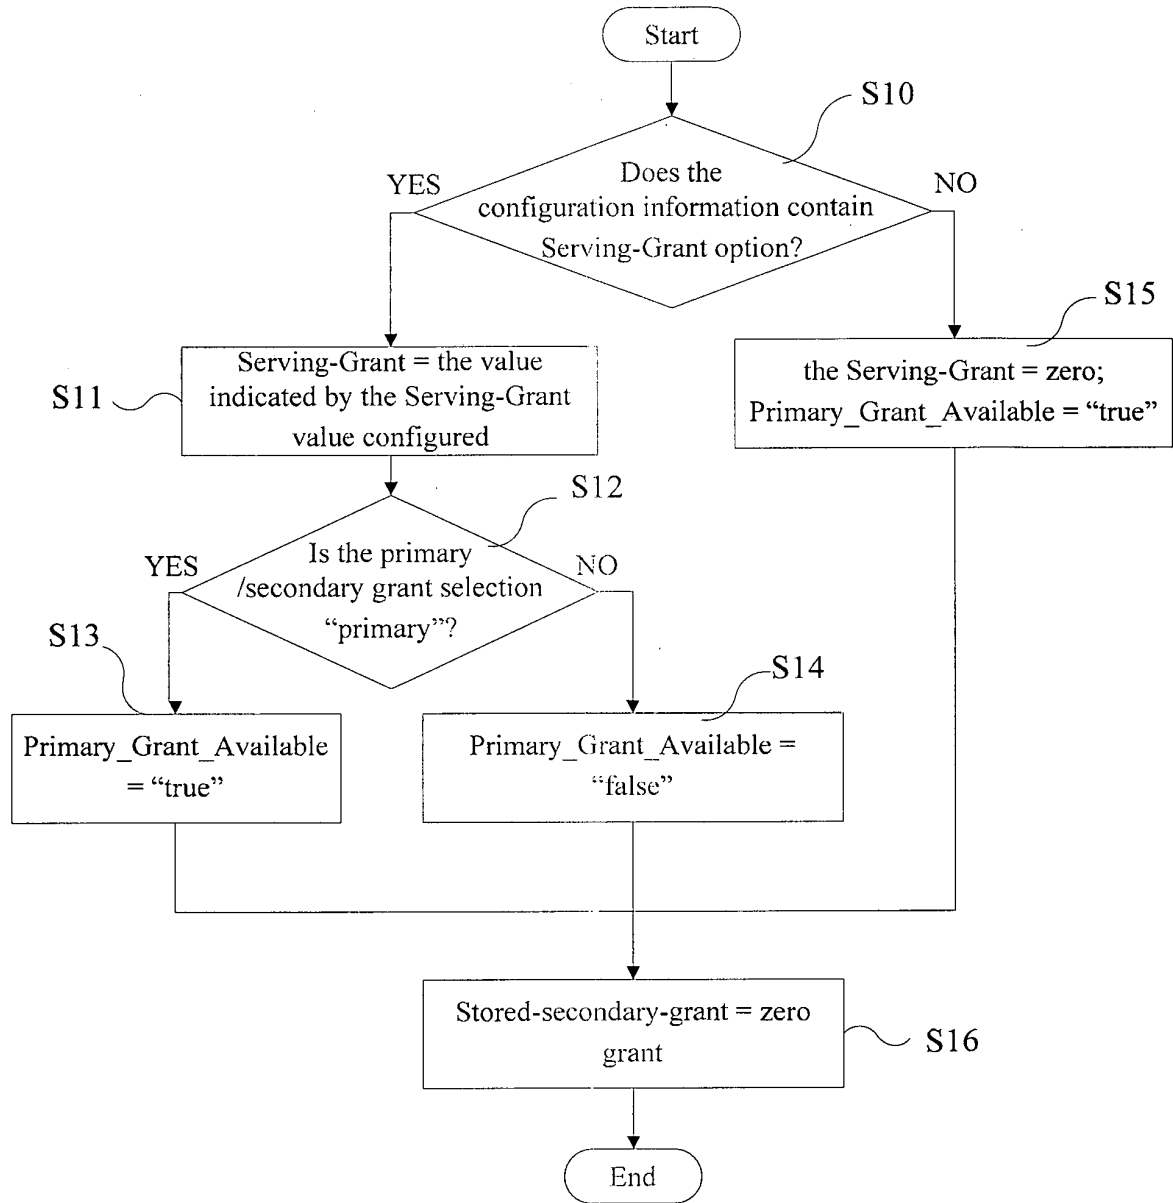 Start
S10
Does the
configuration information contain
Serving-Grant option?
YES
NO
S15
the Serving-Grant = zero;
Primary_Grant_Available = “true”
S11
Serving-Grant = the value
indicated by the Serving-Grant
value configured
S12
Is the primary
/secondary grant selection
“primary”?
YES
NO
S13
Primary_Grant_Available
= “true”
S14
Primary_Grant_Available =
“false”
Stored-secondary-grant = zero
grant
S16
End